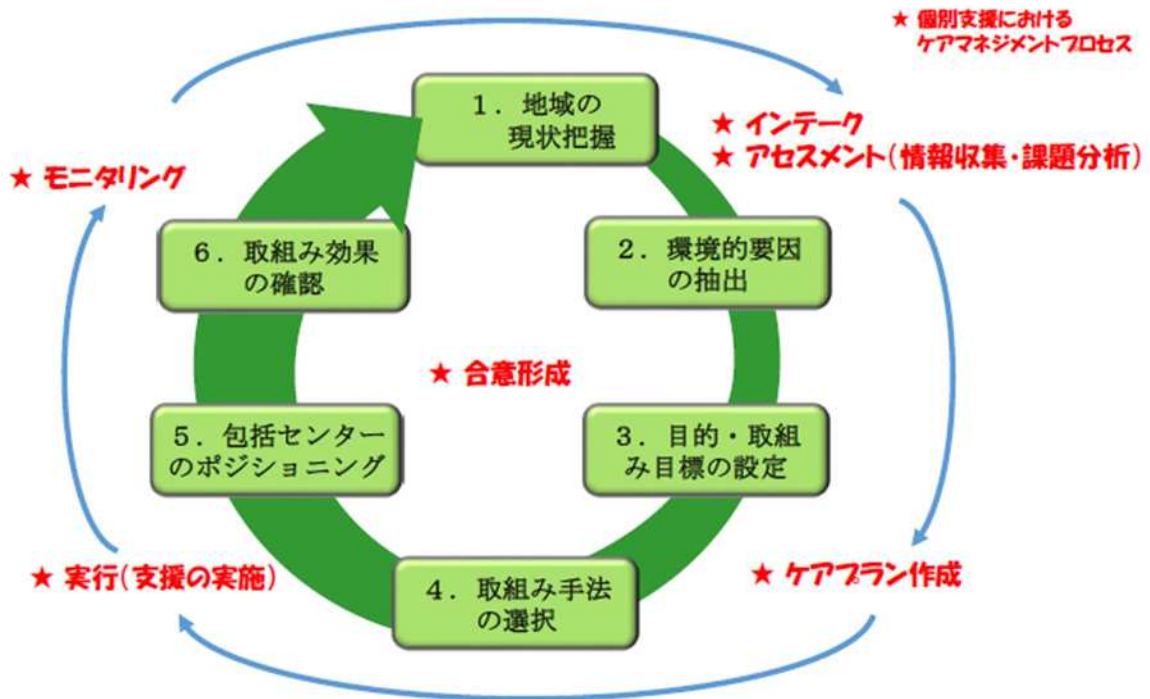 ★ 個別支援における
ケアマネジメントプロセス
1. 地域の
現状把握
★ インテーク
★ アセスメント(情報収集・課題分析)
★ モニタリング
6. 取組み効果
の確認
2. 環境的要因
の抽出
★ 合意形成
5. 包括センター
のポジショニング
3. 目的・取組
み目標の設定
★ 実行(支援の実施)
4. 取組み手法
の選択
★ ケアプラン作成